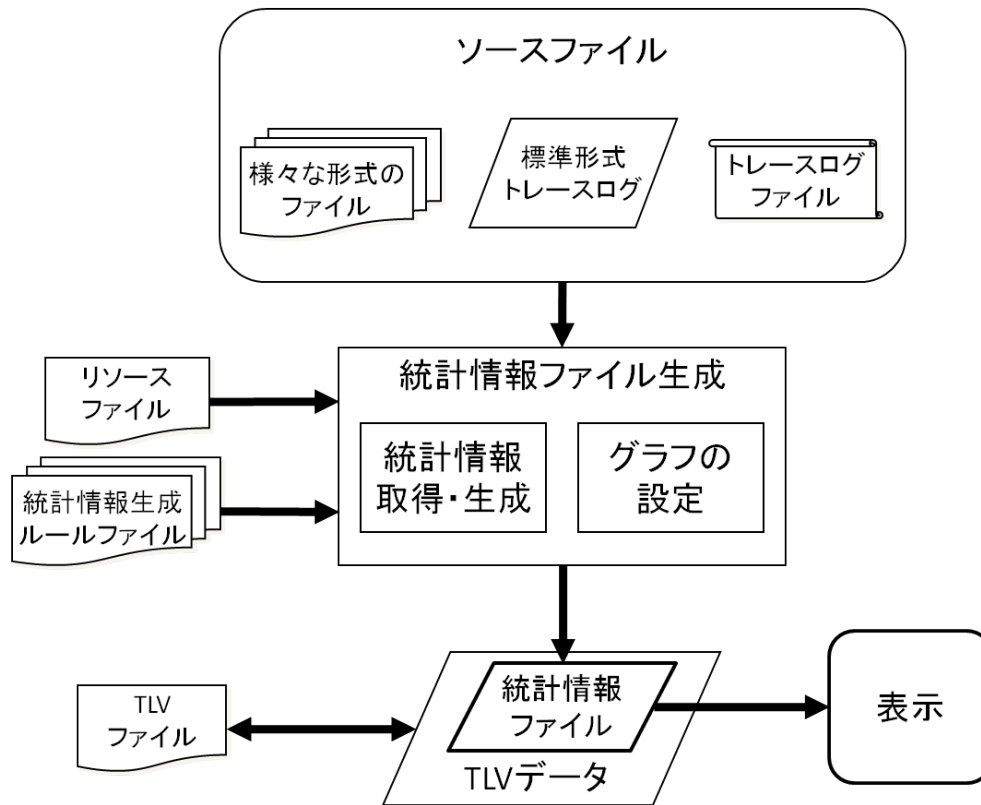 ソースファイル
様々な形式の
ファイル
標準形式
トレースログ
トレースログ
ファイル
リソース
ファイル
統計情報ファイル生成
統計情報
取得・生成
グラフの
設定
統計情報生成
ルールファイル
TLV
ファイル
統計情報
ファイル
TLVデータ
表示